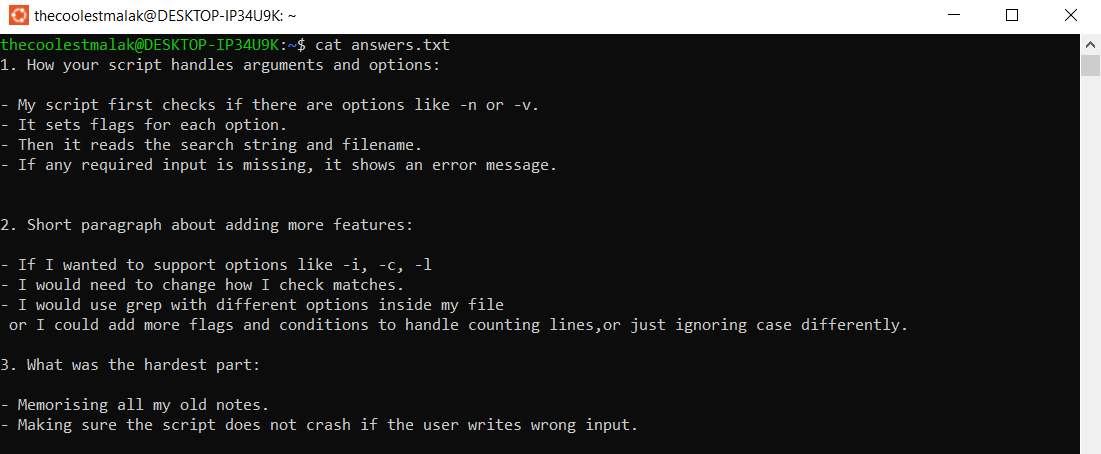 thecoolestmalak@DESKTOP-IP34U9K: ~
thecoolestmalak@DESKTOP-IP34U9K:~$ cat answers.txt
1. How your script handles arguments and options:
- My script first checks if there are options like -n or -v.
- It sets flags for each option.
- Then it reads the search string and filename.
- If any required input is missing, it shows an error message.
2. Short paragraph about adding more features:
- If I wanted to support options like -i, -c, -l
- I would need to change how I check matches.
- I would use grep with different options inside my file
or I could add more flags and conditions to handle counting lines,or just ignoring case differently.
3. What was the hardest part:
- Memorising all my old notes.
- Making sure the script does not crash if the user writes wrong input.